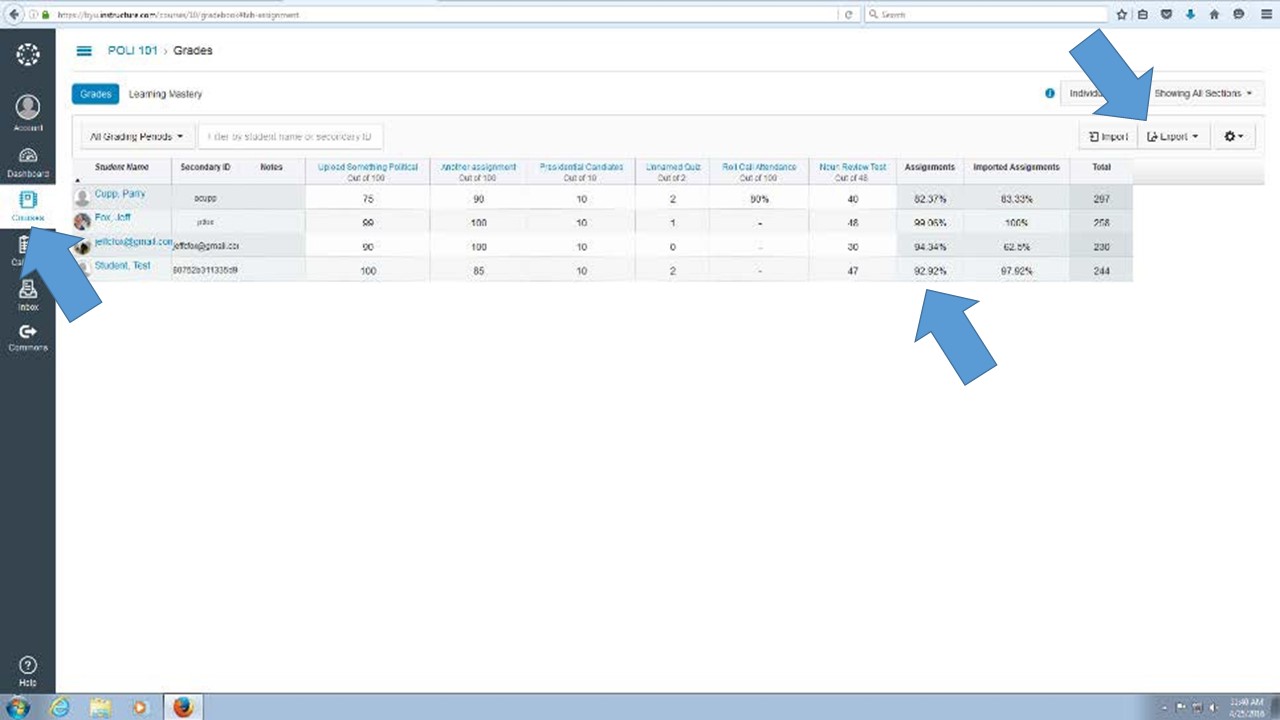 https://byu.instructure.com/courses/10/gradebook#tab-assignment
Search
POLI 101 › Grades
Account
Dashboard
Courses
Inbox
Commons
Help
Grades Learning Mastery
Showing All Sections
All Grading Periods
Filter by student name or secondary ID
Import Export
Student Name Secondary ID Notes Upload Something Political Another assignment Presidential Candiates Unnamed Quiz Roll Call Attendance Noun Review Test Assignments Imported Assignments Total
Out of 100 Out of 100 Out of 10 Out of 2 Out of 100 Out of 48
Cupp, Parry 75 90 10 2 80% 40 82.37% 83.33% 297
Fox, Jeff 99 100 10 1 - 48 99.06% 100% 258
jeffcfox@gmail.com jeffcfox@gmail.com 90 100 10 0 - 30 94.34% 62.5% 230
Student, Test 100 85 10 2 - 47 92.92% 97.92% 244
11:40 AM
4/25/2016